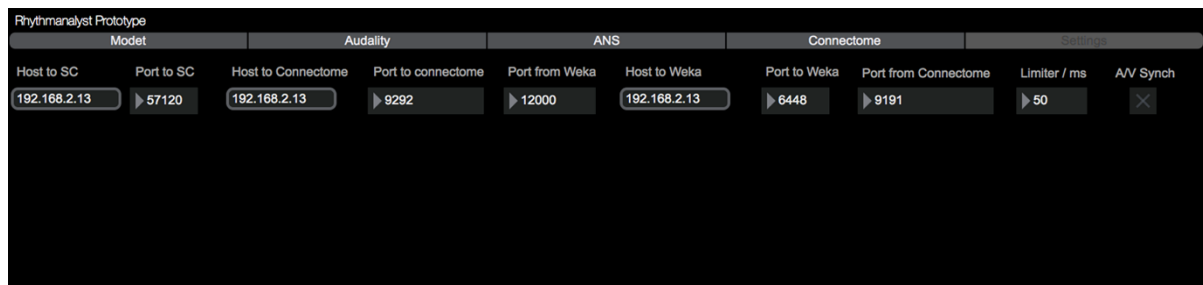 Rhythmanalyst Prototype
Modet Audality ANS Connectome Settings
Host to SC Port to SC Host to Connectome Port to connectome Port from Weka Host to Weka Port to Weka Port from Connectome Limiter / ms A/V Synch
192.168.2.13 57120 192.168.2.13 9292 12000 192.168.2.13 6448 9191 50